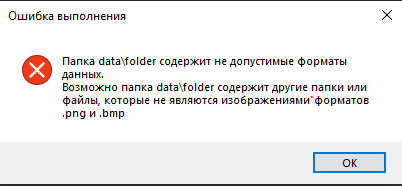 Ошибка выполнения
Папка data\folder содержит не допустимые форматы
данных.
Возможно папка data\folder содержит другие папки или
файлы, которые не являются изображениями"форматов
.png и .bmp
OK